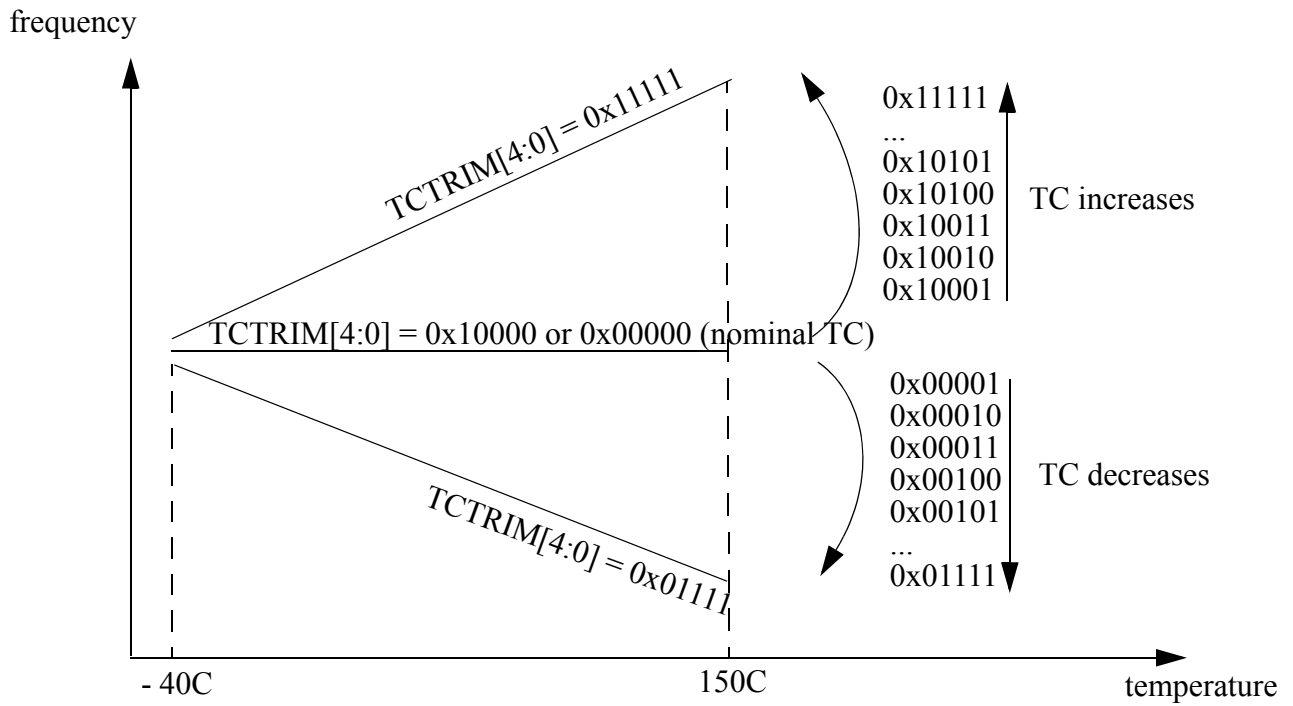 frequency
TCTRIM[4:0] = 0x11111
0x11111
...
0x10101
0x10100
0x10011
0x10010
0x10001
TC increases
TCTRIM[4:0] = 0x10000 or 0x00000 (nominal TC)
0x00001
0x00010
0x00011
0x00100
0x00101
...
0x01111
TC decreases
TCTRIM[4:0] = 0x01111
- 40C
150C
temperature